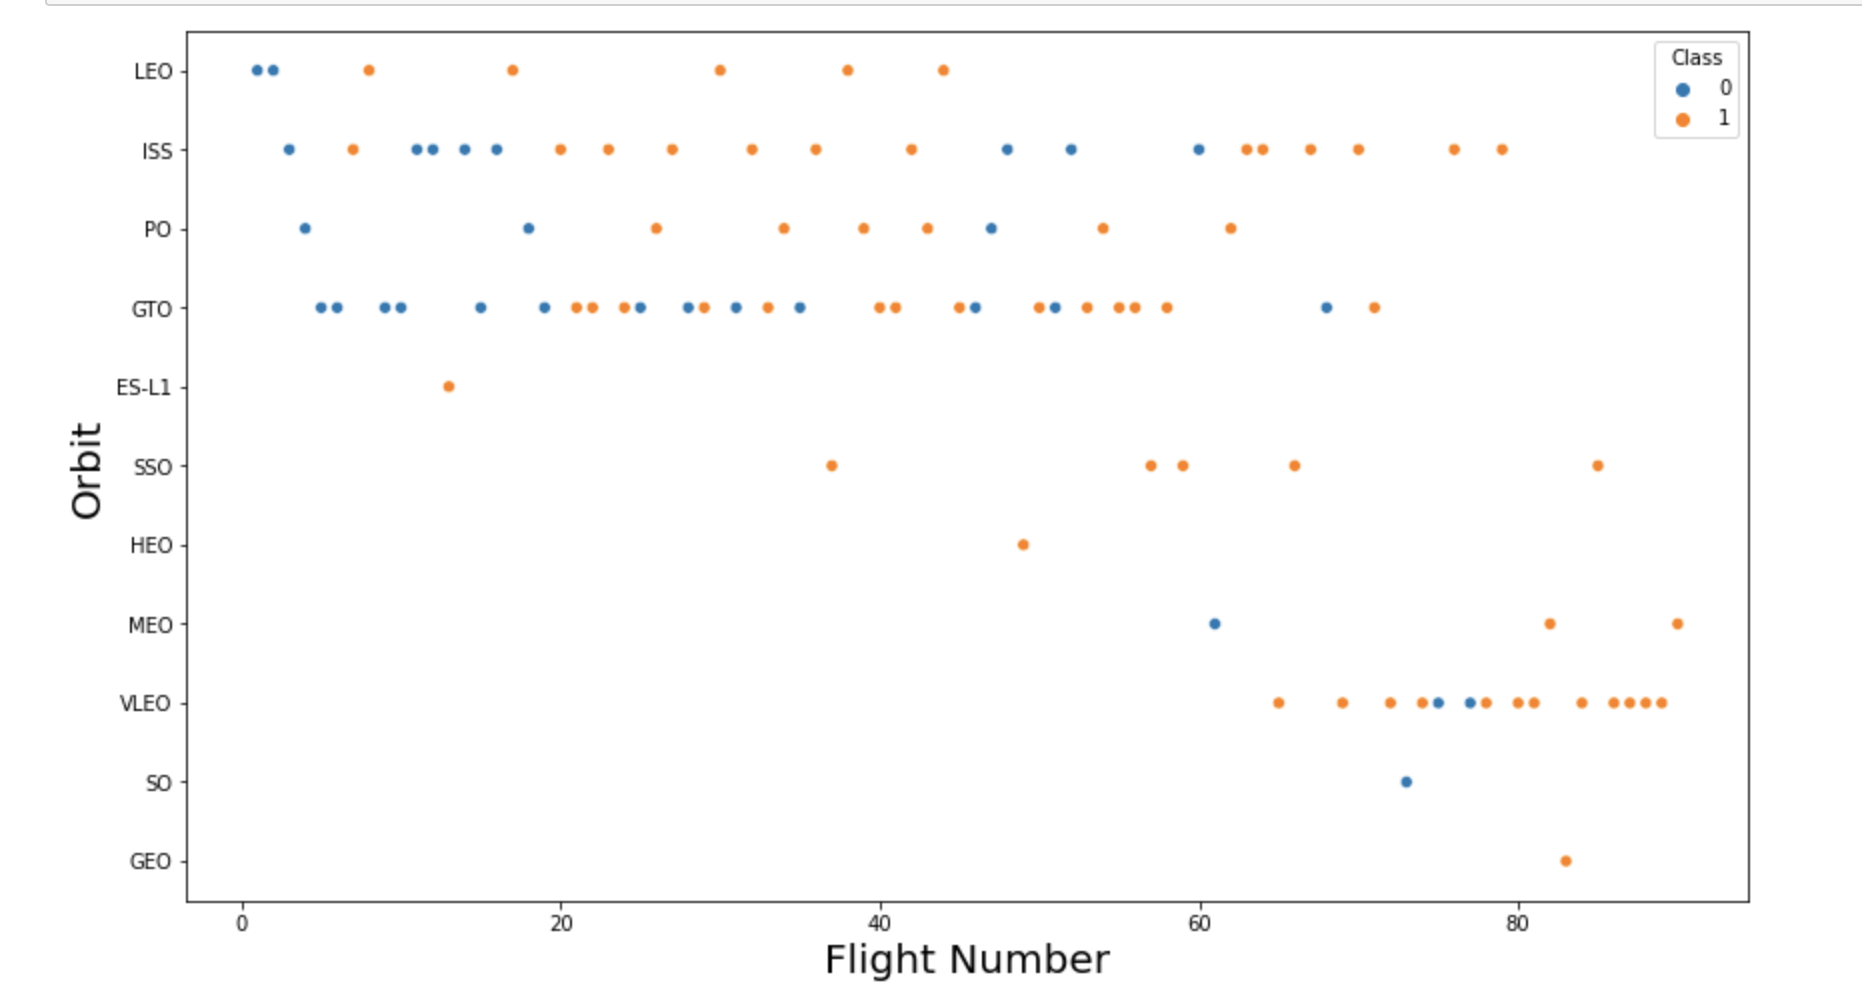 Class
0
1
LEO
ISS
PO
GTO
ES-L1
SSO
HEO
MEO
VLEO
SO
GEO
Orbit
0 20 40 60 80
Flight Number